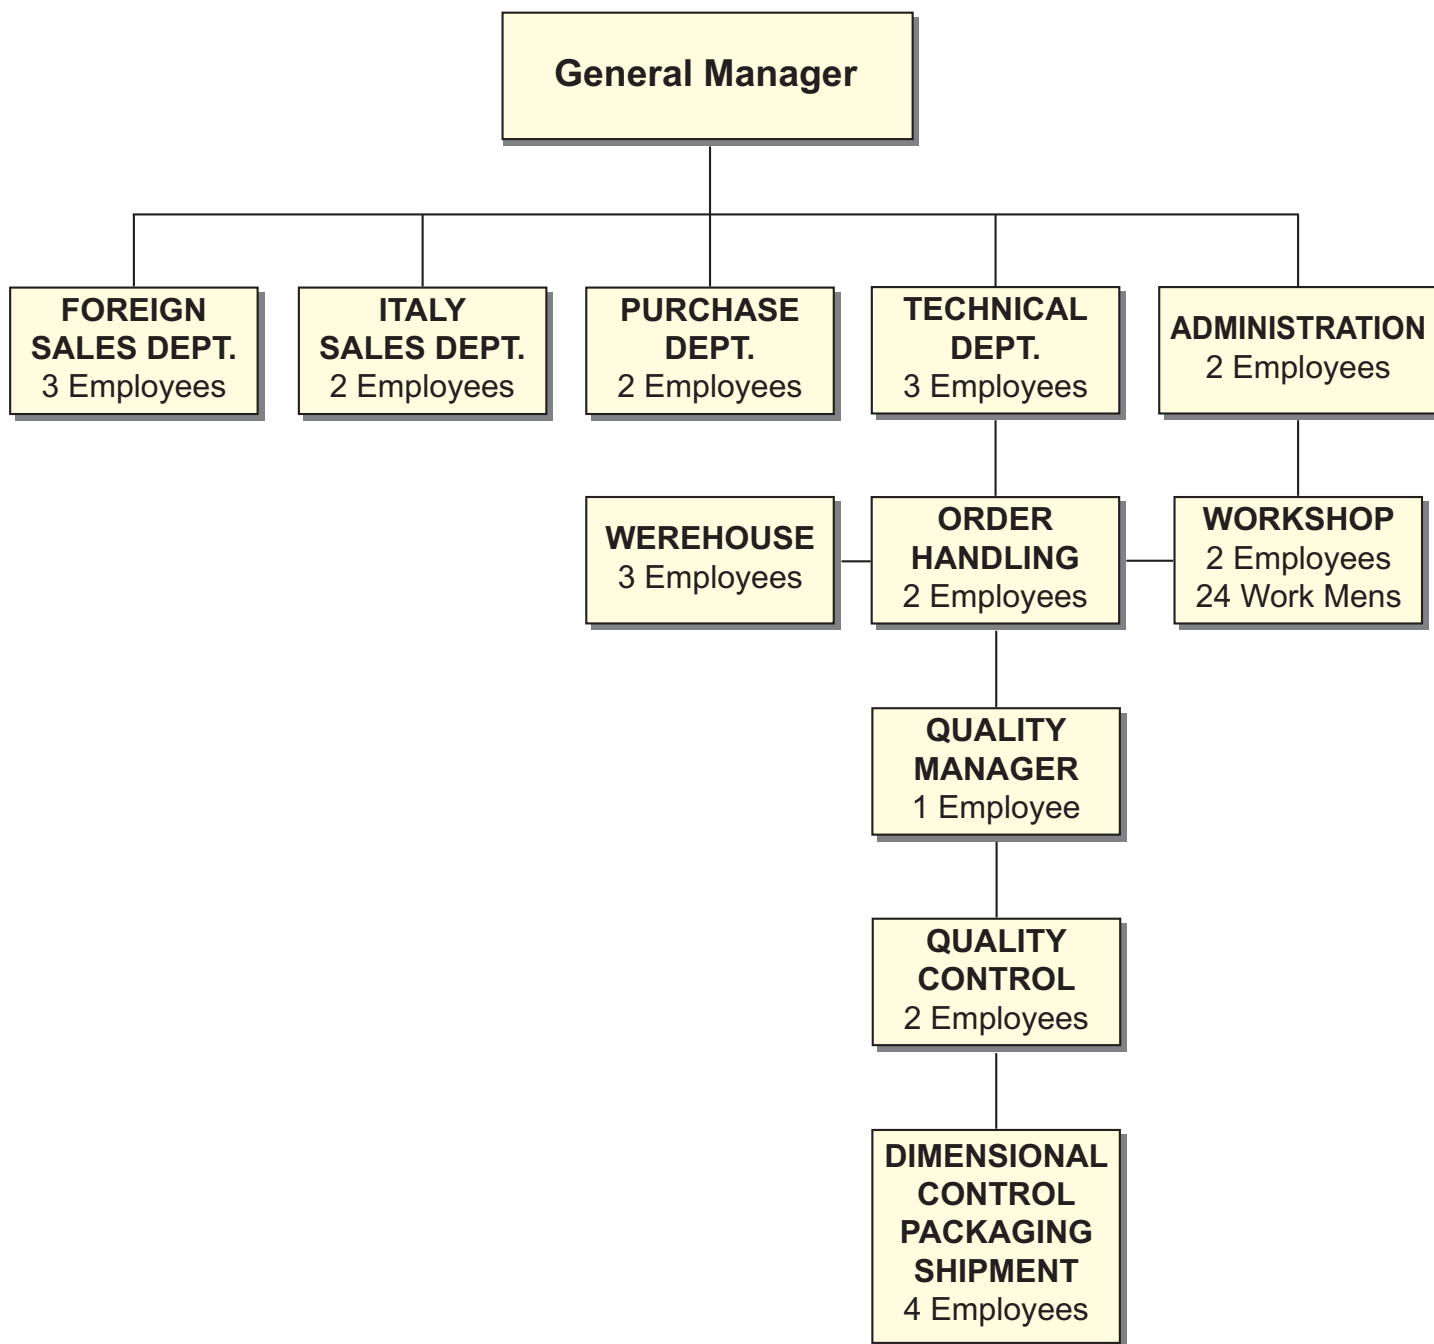 General Manager
FOREIGN
SALES DEPT.
3 Employees
ITALY
SALES DEPT.
2 Employees
PURCHASE
DEPT.
2 Employees
TECHNICAL
DEPT.
3 Employees
ADMINISTRATION
2 Employees
WEREHOUSE
3 Employees
ORDER
HANDLING
2 Employees
WORKSHOP
2 Employees
24 Work Mens
QUALITY
MANAGER
1 Employee
QUALITY
CONTROL
2 Employees
DIMENSIONAL
CONTROL
PACKAGING
SHIPMENT
4 Employees